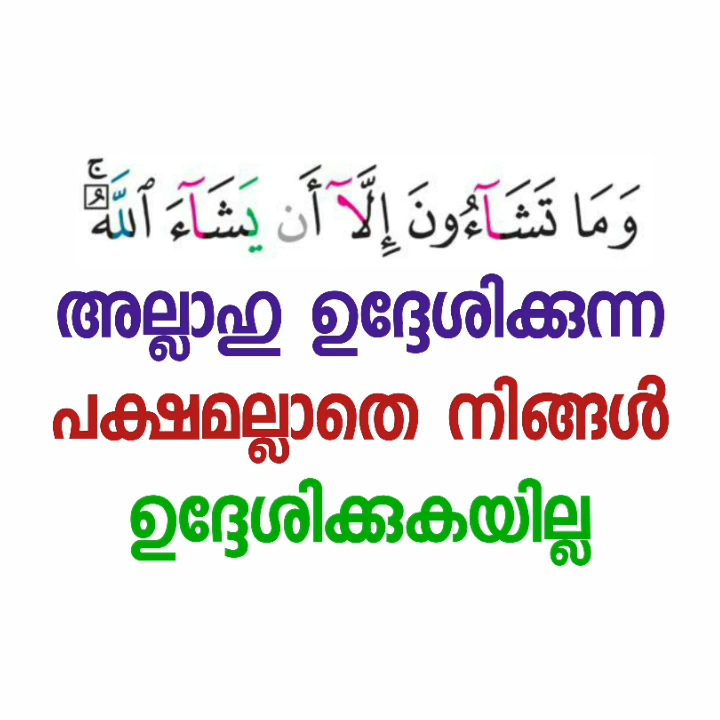 وَمَا تَشَآءُونَ إِلَّآ أَن يَشَآءَ ٱللَّهُ ۚ
അല്ലാഹു ഉദ്ദേശിക്കുന്ന
പക്ഷമല്ലാതെ നിങ്ങൾ
ഉദ്ദേശിക്കുകയില്ല